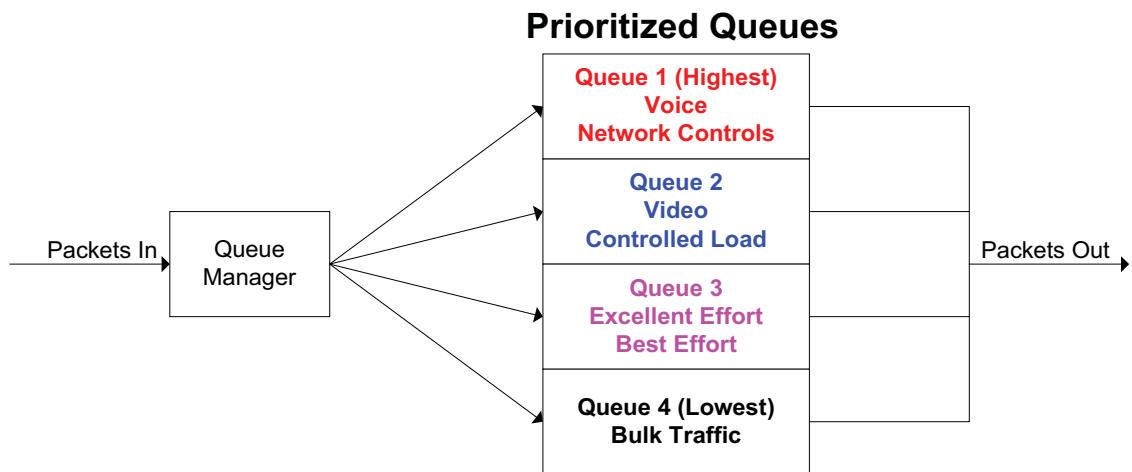 Prioritized Queues
Queue 1 (Highest)
Voice
Network Controls
Queue 2
Video
Controlled Load
Packets In
Queue
Manager
Packets Out
Queue 3
Excellent Effort
Best Effort
Queue 4 (Lowest)
Bulk Traffic